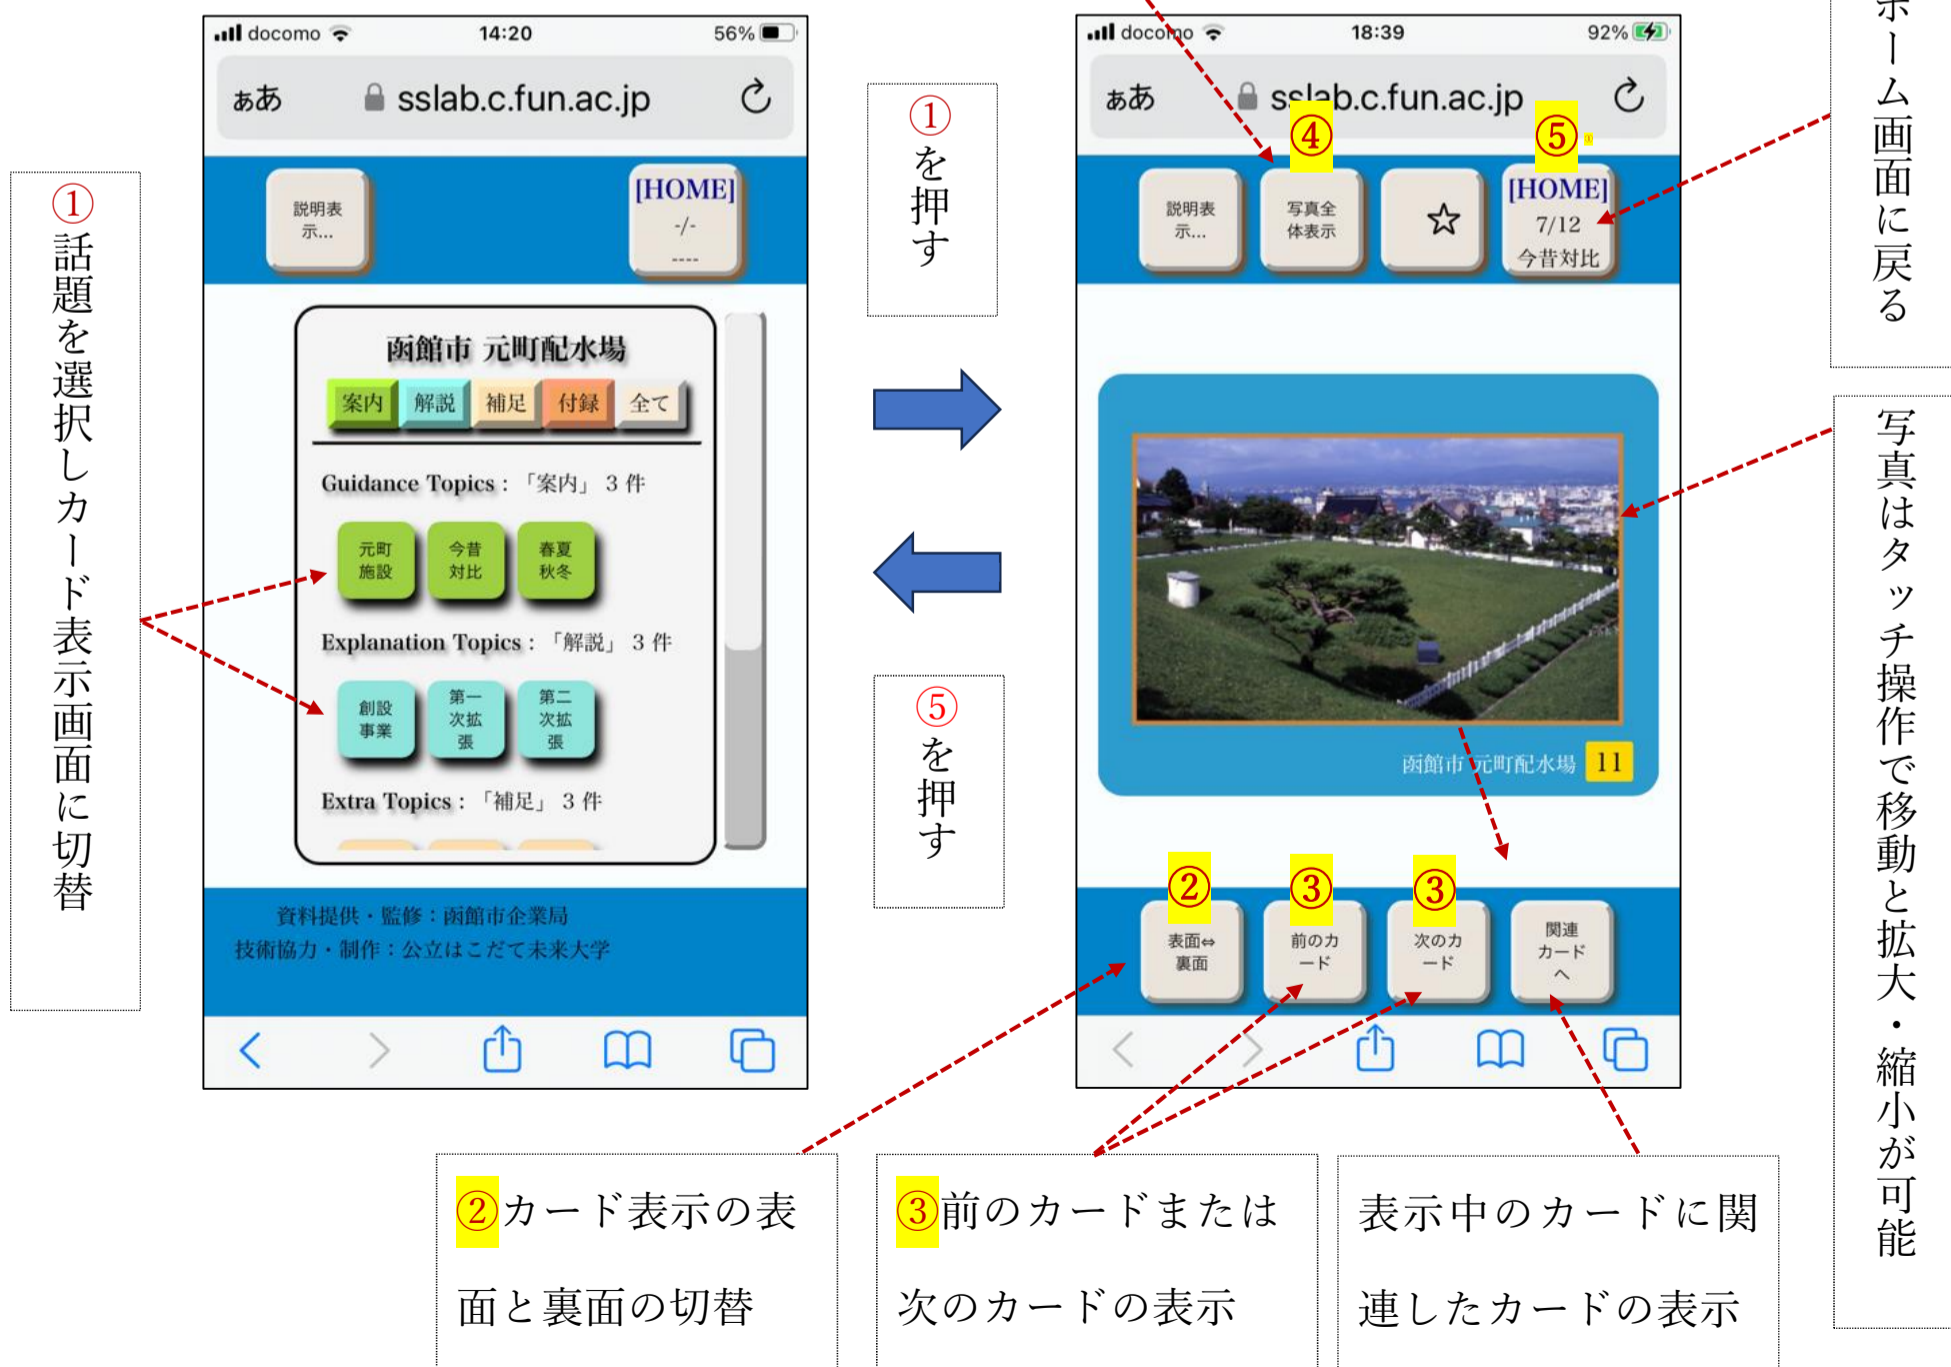 ①話題を選択しカード表示画面に切替
docomo
14:20
56%
ぁあ
sslab.c.fun.ac.jp
説明表
示...
[HOME]
-/-
----
函館市 元町配水場
案内
解説
補足
付録
全て
Guidance Topics : 「案内」 3 件
元町
施設
今昔
対比
春夏
秋冬
Explanation Topics : 「解説」 3 件
創設
事業
第一
次拡
張
第二
次拡
張
Extra Topics : 「補足」 3 件
資料提供・監修：函館市企業局
技術協力・制作：公立はこだて未来大学
①を押す
⑤を押す
docomo
18:39
92%
ぁあ
sslab.c.fun.ac.jp
④
⑤
説明表
示...
写真全
体表示
☆
[HOME]
7/12
今昔対比
函館市 元町配水場
11
②
③
③
表面⇔
裏面
前のカ
ード
次のカ
ード
関連
カード
へ
ホーム画面に戻る
写真はタッチ操作で移動と拡大・縮小が可能
②カード表示の表
面と裏面の切替
③前のカードまたは
次のカードの表示
表示中のカードに関
連したカードの表示